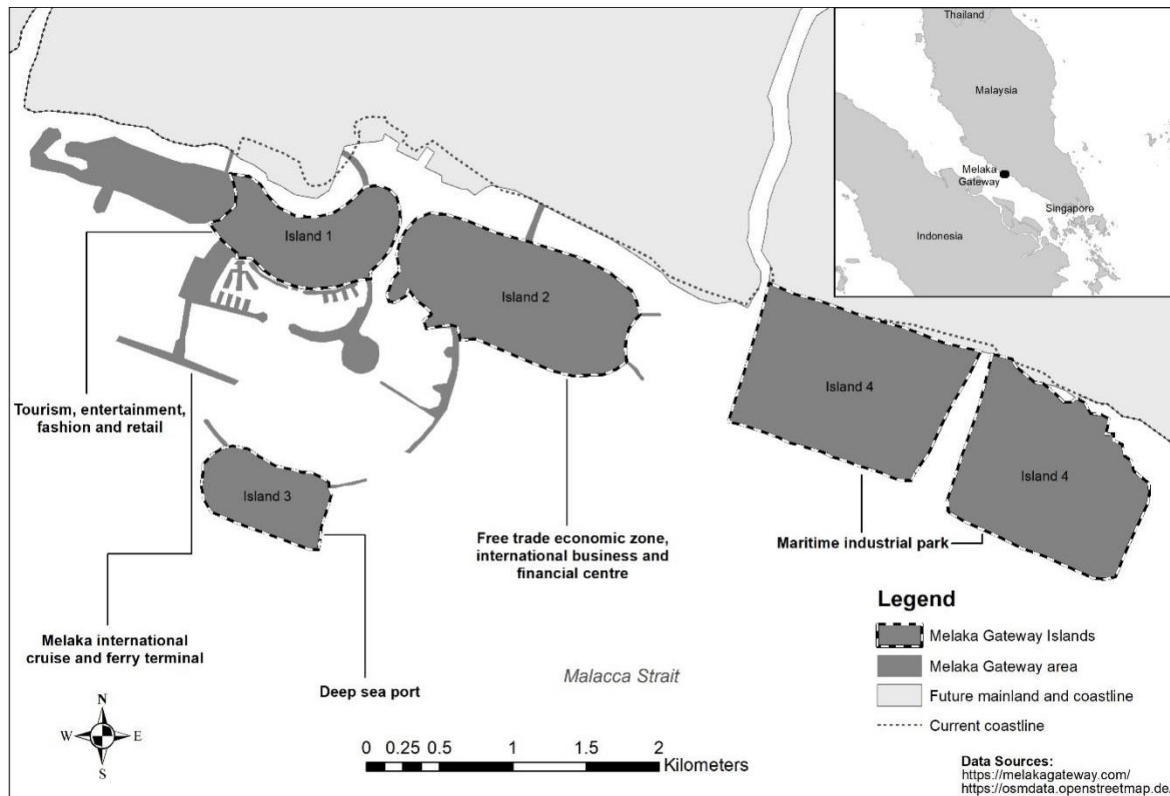 Thailand
Malaysia
Melaka
Gateway
Singapore
Indonesia
Island 1
Island 2
Island 4
Island 4
Island 3
Tourism, entertainment,
fashion and retail
Free trade economic zone,
international business and
financial centre
Maritime industrial park
Melaka international
cruise and ferry terminal
Deep sea port
Malacca Strait
Legend
Melaka Gateway Islands
Melaka Gateway area
Future mainland and coastline
Current coastline
N
W
E
S
0 0.25 0.5 1 1.5 2
Kilometers
Data Sources:
https://melakagateway.com/
https://osmdata.openstreetmap.de/